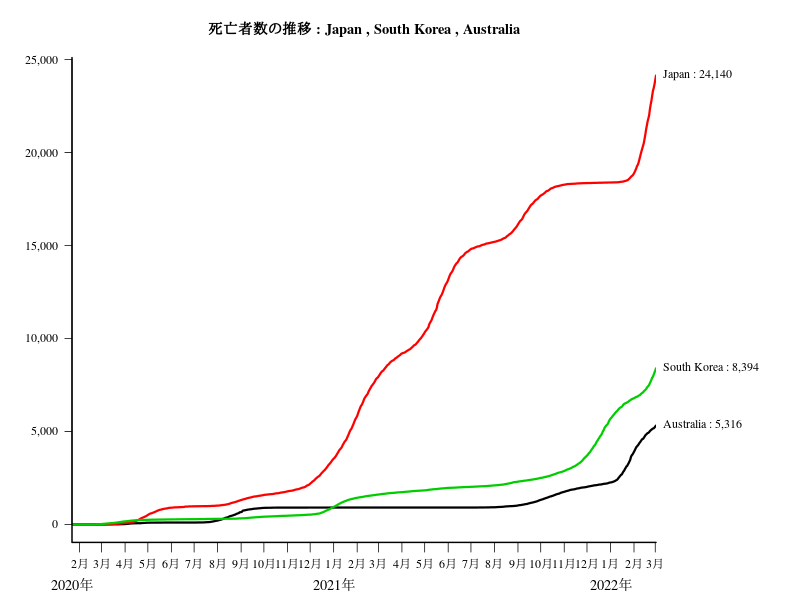 死亡者数の推移 : Japan , South Korea , Australia
25,000
Japan : 24,140
20,000
15,000
10,000
South Korea : 8,394
5,000
Australia : 5,316
0
2月 3月 4月 5月 6月 7月 8月 9月 10月 11月 12月 1月 2月 3月 4月 5月 6月 7月 8月 9月 10月 11月 12月 1月 2月 3月
2020年 2021年 2022年